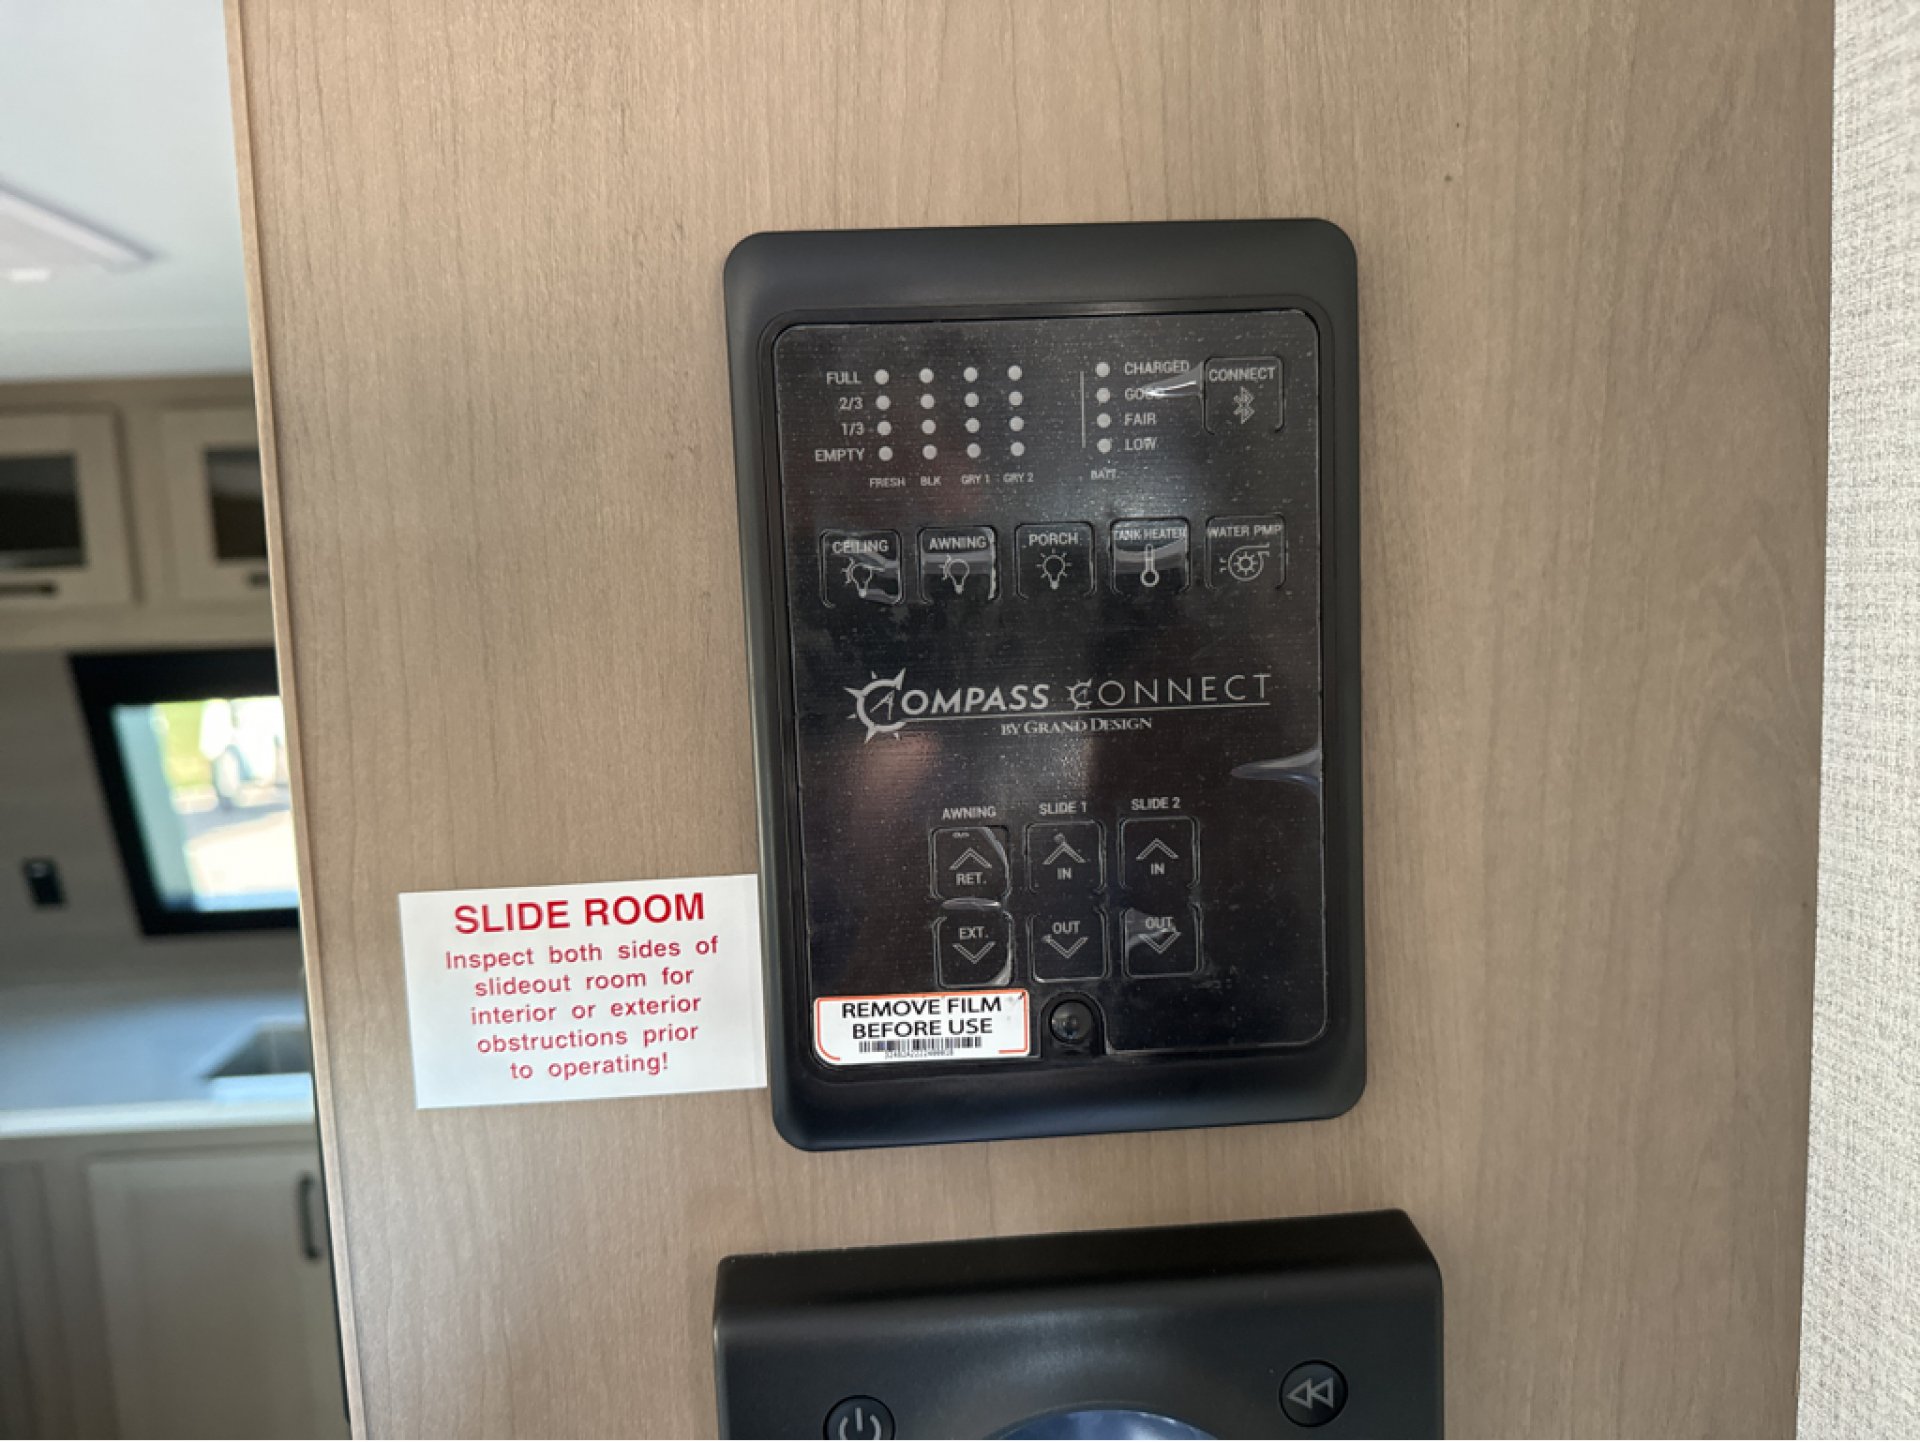 FULL
2/3
1/3
EMPTY
FRESH BLK GRY 1 GRY 2
CHARGED
GOOD
FAIR
LOW
BATT.
CONNECT
CEILING
AWNING
PORCH
TANK HEATER
WATER PMP
COMPASS CONNECT
BY GRAND DESIGN
AWNING SLIDE 1 SLIDE 2
RET. IN IN
EXT. OUT OUT
REMOVE FILM
BEFORE USE
SLIDE ROOM
Inspect both sides of
slideout room for
interior or exterior
obstructions prior
to operating!